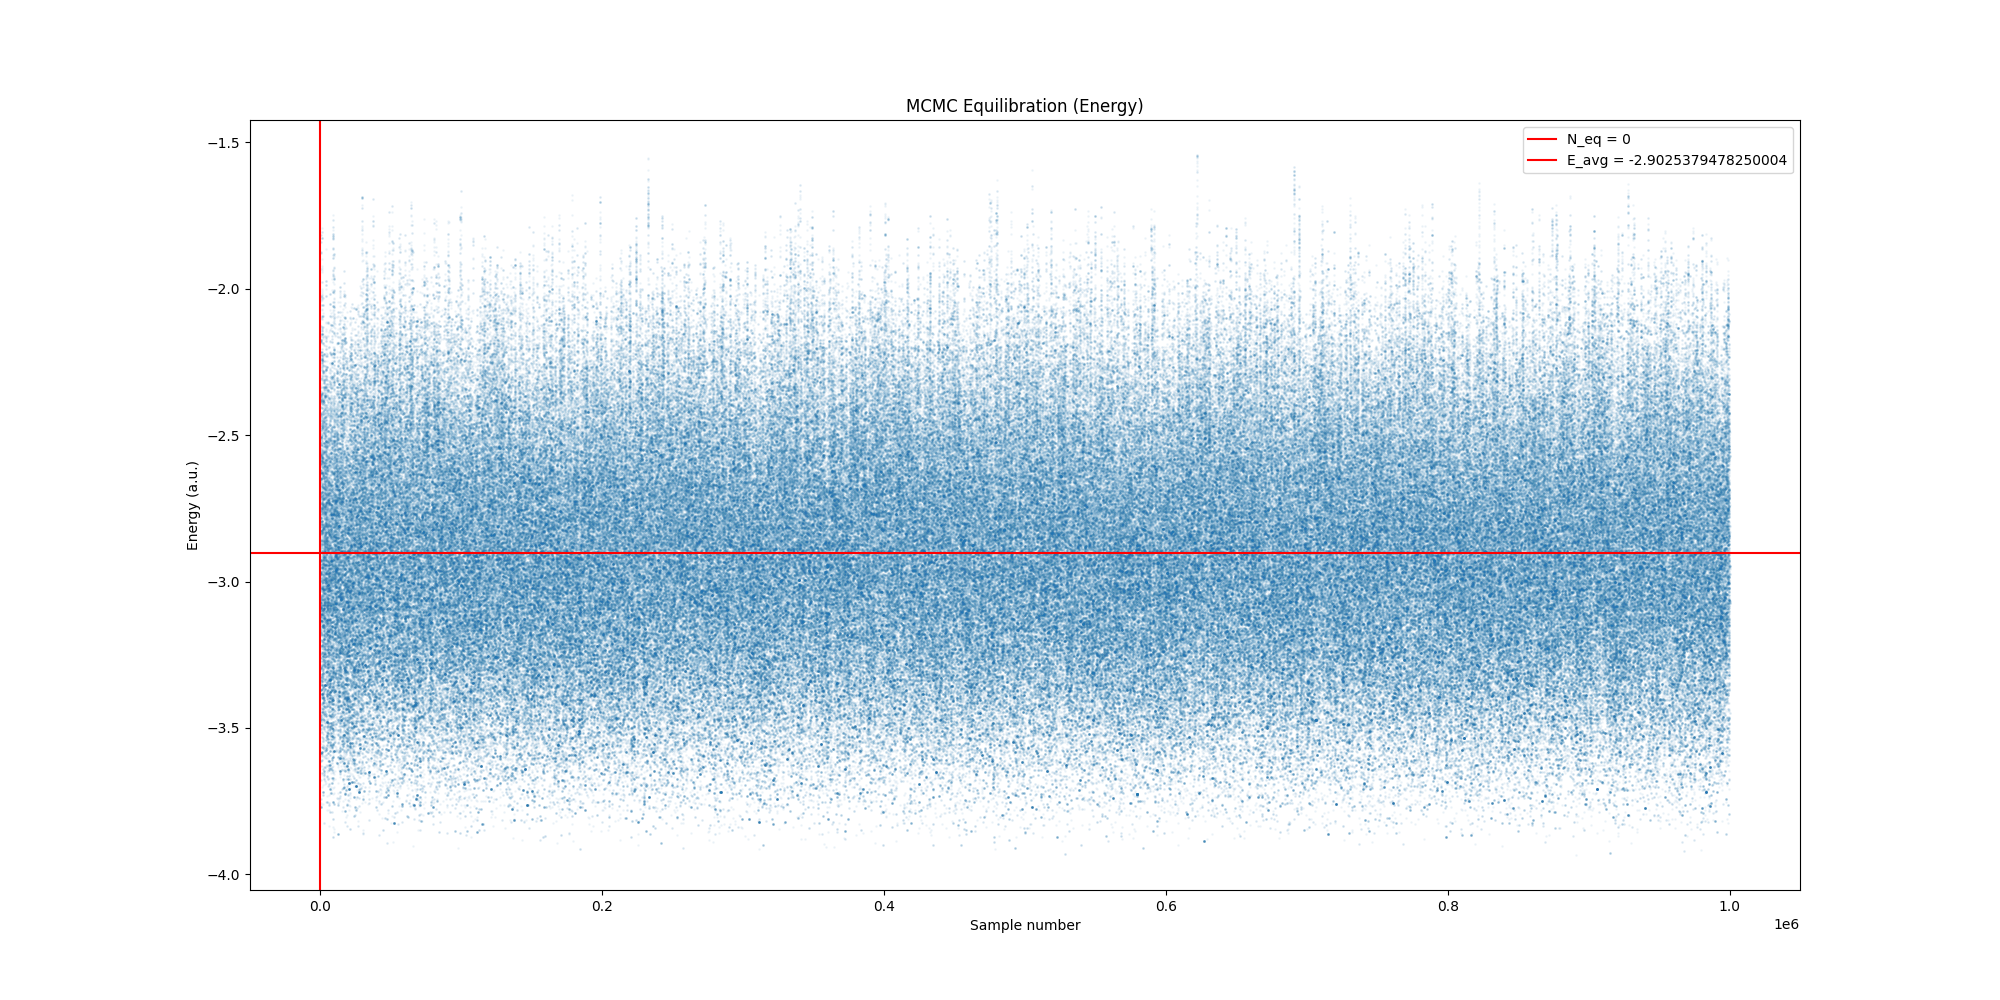 MCMC Equilibration (Energy)
N_eq = 0
E_avg = -2.9025379478250004
Energy (a.u.)
−1.5
−2.0
−2.5
−3.0
−3.5
−4.0
0.0 0.2 0.4 0.6 0.8 1.0
1e6
Sample number